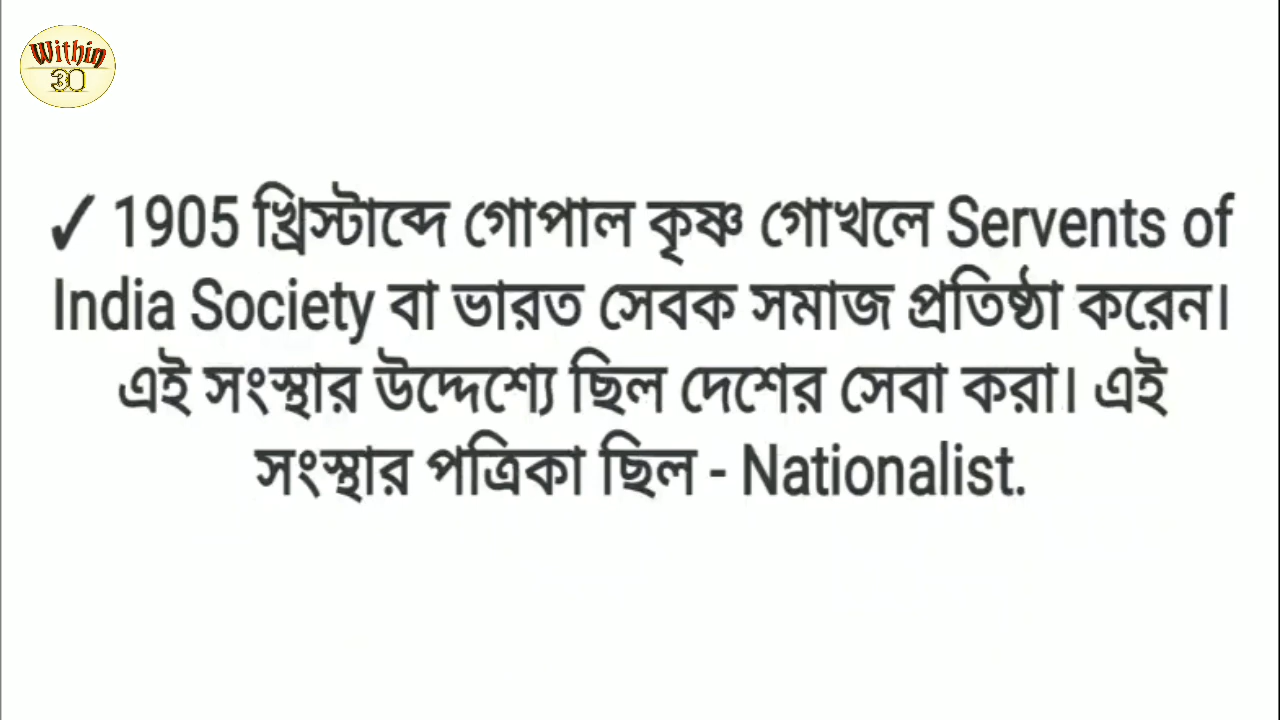 Within
30
✓ 1905 খ্রিস্টাব্দে গোপাল কৃষ্ণ গোখলে Servents of
India Society বা ভারত সেবক সমাজ প্রতিষ্ঠা করেন।
এই সংস্থার উদ্দেশ্যে ছিল দেশের সেবা করা। এই
সংস্থার পত্রিকা ছিল - Nationalist.